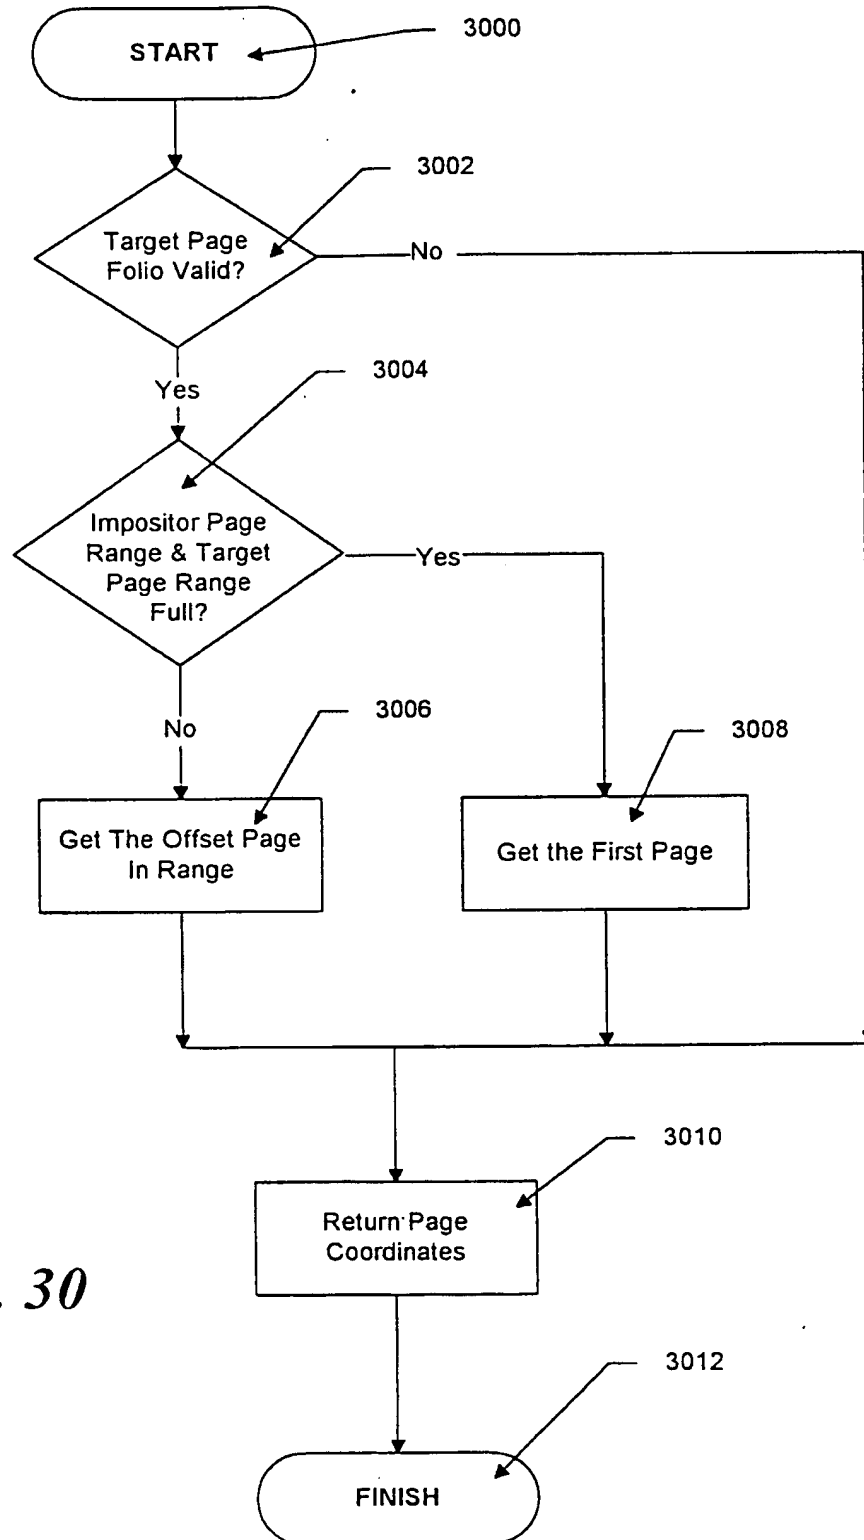 START
3000
3002
Target Page
Folio Valid?
No
Yes
3004
Impositor Page
Range & Target
Page Range
Full?
Yes
No
3006
3008
Get The Offset Page
In Range
Get the First Page
3010
Return Page
Coordinates
. 30
3012
FINISH